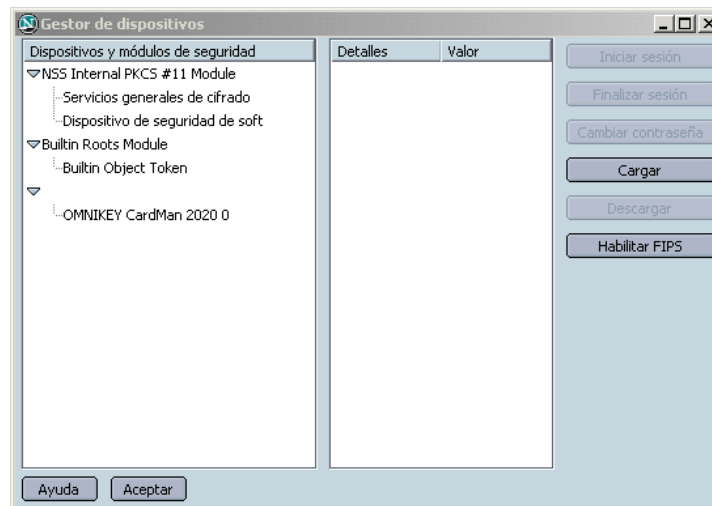 Gestor de dispositivos
Dispositivos y módulos de seguridad
Detalles
Valor
NSS Internal PKCS #11 Module
Servicios generales de cifrado
Dispositivo de seguridad de soft
Builtin Roots Module
Builtin Object Token
OMNIKEY CardMan 2020 0
Iniciar sesión
Finalizar sesión
Cambiar contraseña
Cargar
Descargar
Habilitar FIPS
Ayuda
Aceptar